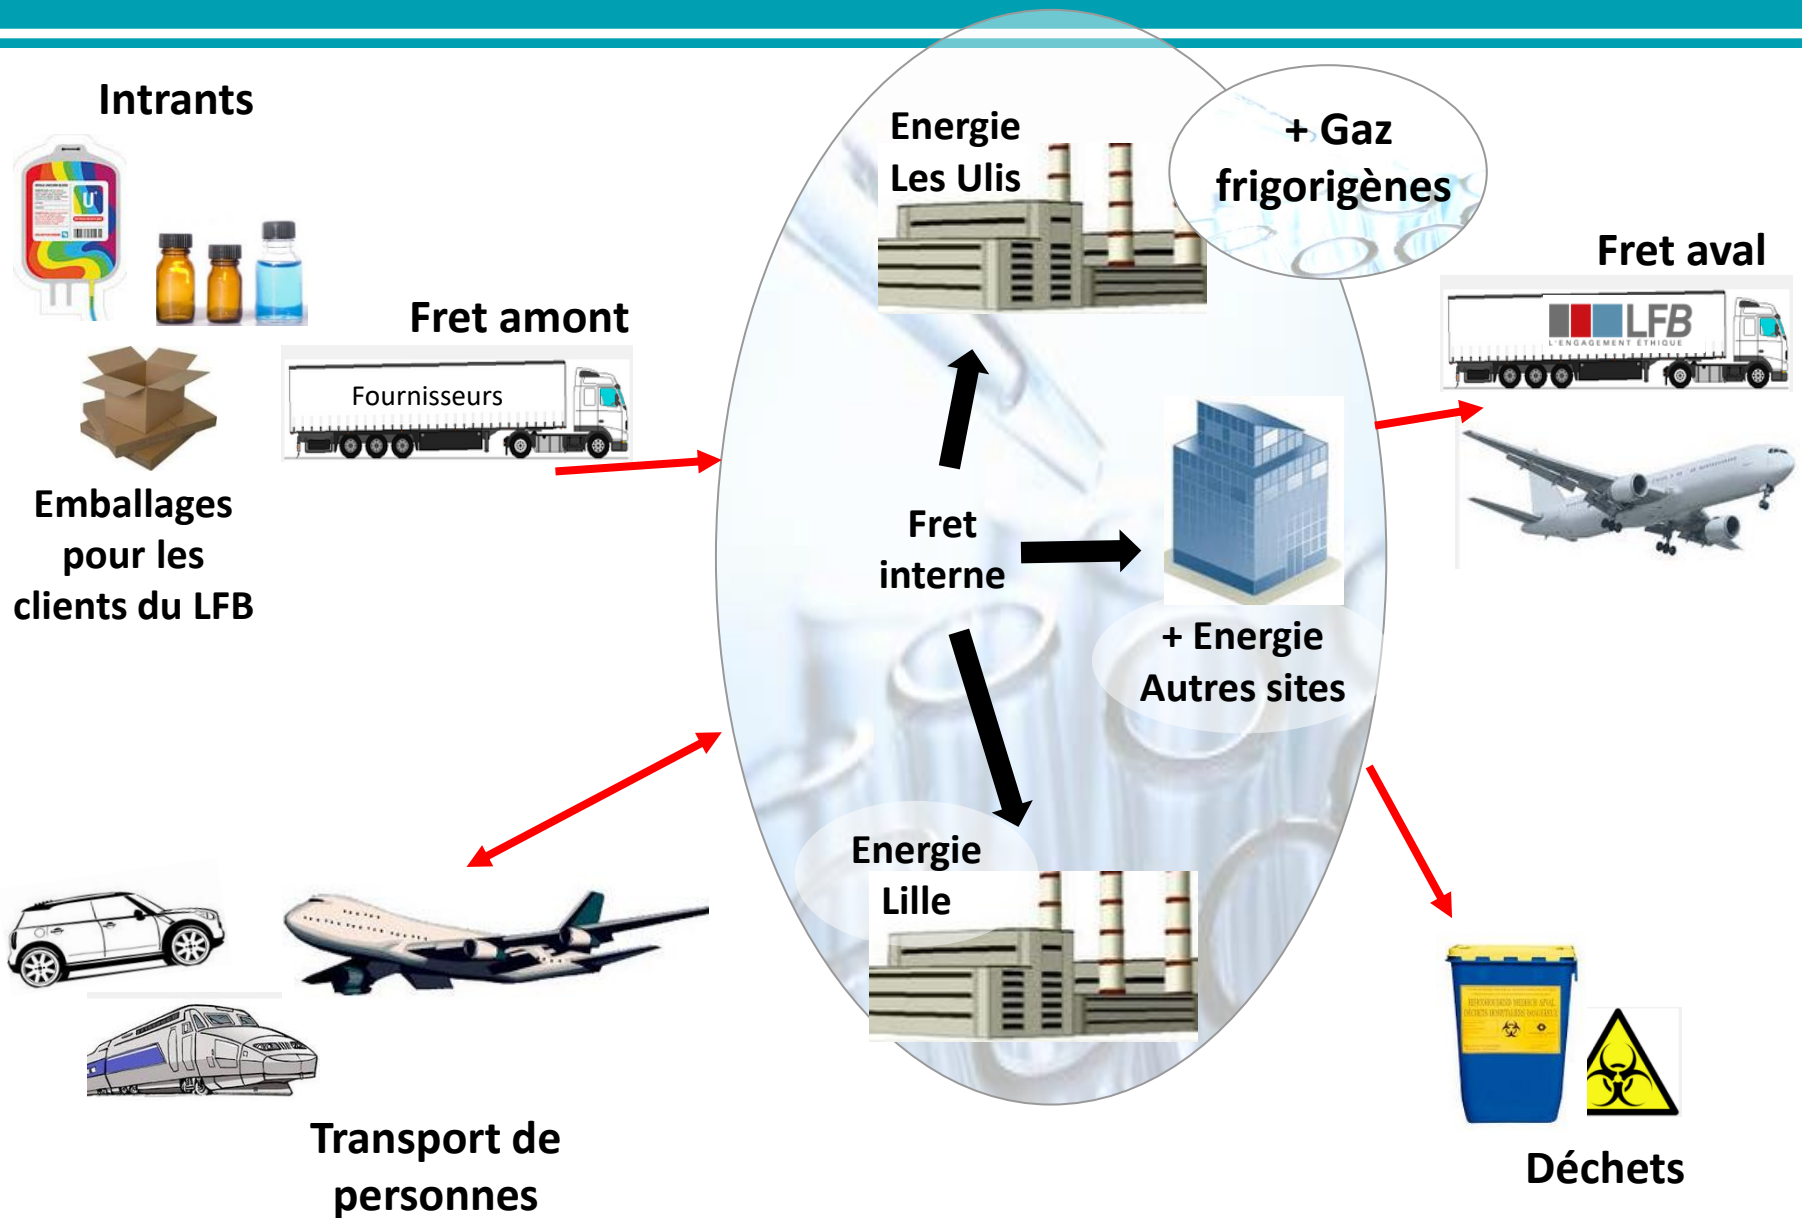 Intrants
Energie
Les Ulis
+ Gaz
frigorigènes
U
Fret aval
LFB
L'ENGAGEMENT ÉTHIQUE
Fret amont
Fournisseurs
Emballages
pour les
clients du LFB
Fret
interne
+ Energie
Autres sites
Energie
Lille
Transport de
personnes
Déchets